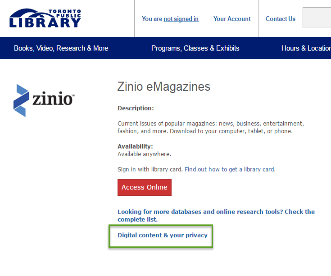 TORONTO
PUBLIC
LIBRARY
You are not signed in
Your Account
Contact Us
Books, Video, Research & More
Programs, Classes & Exhibits
Hours & Location
zinio
Zinio eMagazines
Description:
Current issues of popular magazines: news, business, entertainment,
fashion, and more. Download to your computer, tablet, or phone.
Availability:
Available anywhere.
Sign in with library card. Find out how to get a library card.
Access Online
Looking for more databases and online research tools? Check the
complete list.
Digital content & your privacy